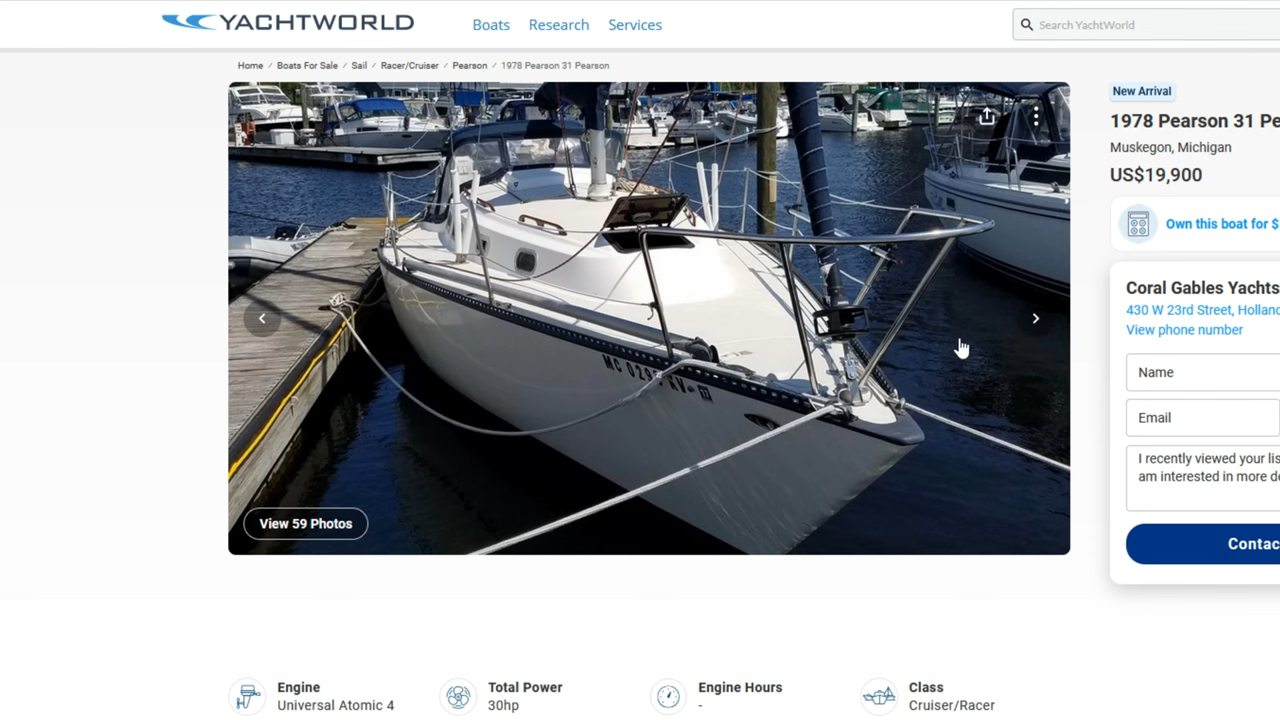 YACHTWORLD
Boats Research Services
Search YachtWorld
Home / Boats For Sale / Sail / Racer/Cruiser / Pearson / 1978 Pearson 31 Pearson
New Arrival
1978 Pearson 31 Pe
Muskegon, Michigan
US$19,900
Own this boat for $
Coral Gables Yachts
430 W 23rd Street, Holland
View phone number
Name
Email
I recently viewed your lis
am interested in more de
Contac
MC
View 59 Photos
Engine
Universal Atomic 4
Total Power
30hp
Engine Hours
-
Class
Cruiser/Racer